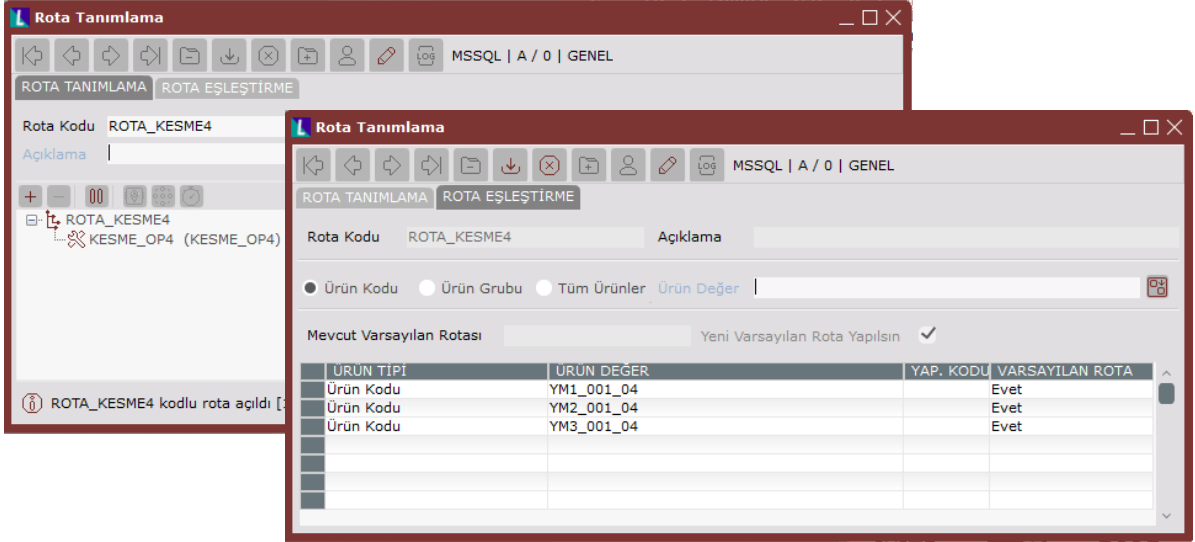 Rota Tanımlama
LOG MSSQL | A / 0 | GENEL
ROTA TANIMLAMA ROTA EŞLEŞTİRME
Rota Kodu ROTA_KESME4
Açıklama
ROTA_KESME4
KESME_OP4 (KESME_OP4)
ROTA_KESME4 kodlu rota açıldı [
Rota Tanımlama
LOG MSSQL | A / 0 | GENEL
ROTA TANIMLAMA ROTA EŞLEŞTİRME
Rota Kodu ROTA_KESME4 Açıklama
Ürün Kodu Ürün Grubu Tüm Ürünler Ürün Değer
Mevcut Varsayılan Rotası Yeni Varsayılan Rota Yapılsın
ÜRÜN TİPİ ÜRÜN DEĞER YAP. KODU VARSAYILAN ROTA
Ürün Kodu YM1_001_04 Evet
Ürün Kodu YM2_001_04 Evet
Ürün Kodu YM3_001_04 Evet